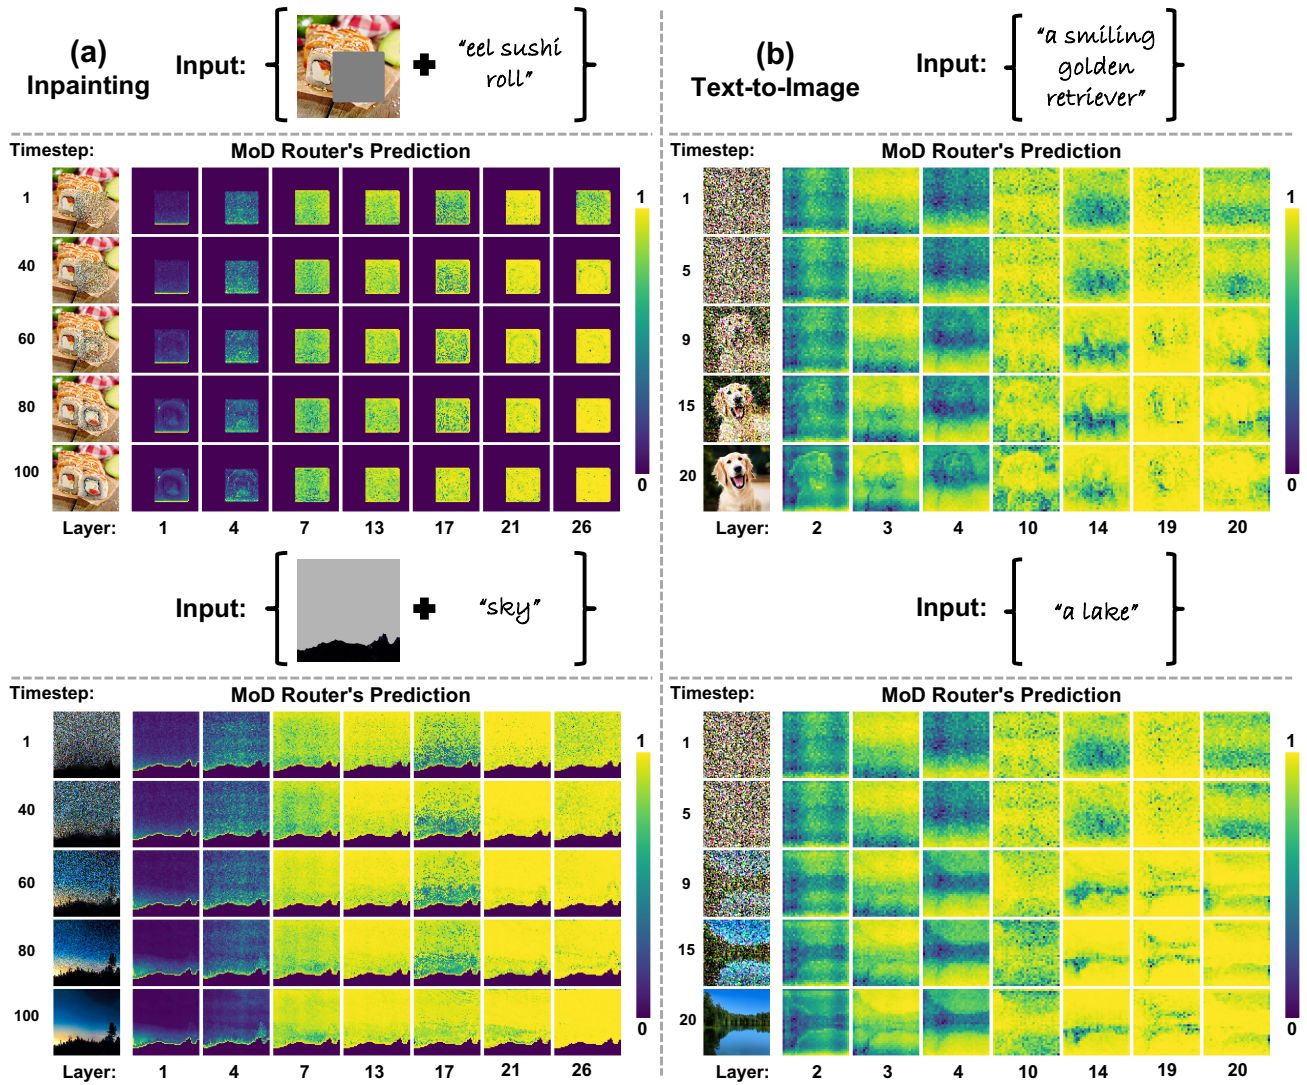 (a)
Inpainting
Input:
"eel sushi
roll"
Timestep:
MoD Router's Prediction
1
40
60
80
100
1
0
Layer:
1 4 7 13 17 21 26
Input:
"sky"
Timestep:
MoD Router's Prediction
1
40
60
80
100
1
0
Layer:
1 4 7 13 17 21 26
(b)
Text-to-Image
Input:
"a smiling
golden
retriever"
Timestep:
MoD Router's Prediction
1
5
9
15
20
1
0
Layer:
2 3 4 10 14 19 20
Input:
"a lake"
Timestep:
MoD Router's Prediction
1
5
9
15
20
1
0
Layer:
2 3 4 10 14 19 20